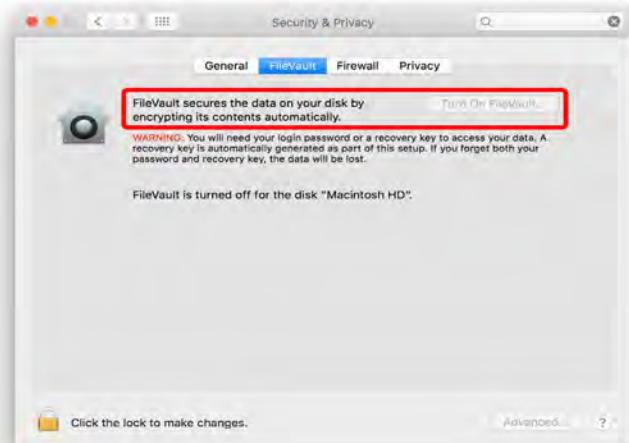 Security & Privacy
General FileVault Firewall Privacy
FileVault secures the data on your disk by
encrypting its contents automatically.
Turn On FileVault...
WARNING: You will need your login password or a recovery key to access your data. A
recovery key is automatically generated as part of this setup. If you forget both your
password and recovery key, the data will be lost.
FileVault is turned off for the disk "Macintosh HD".
Click the lock to make changes.
Advanced...
?